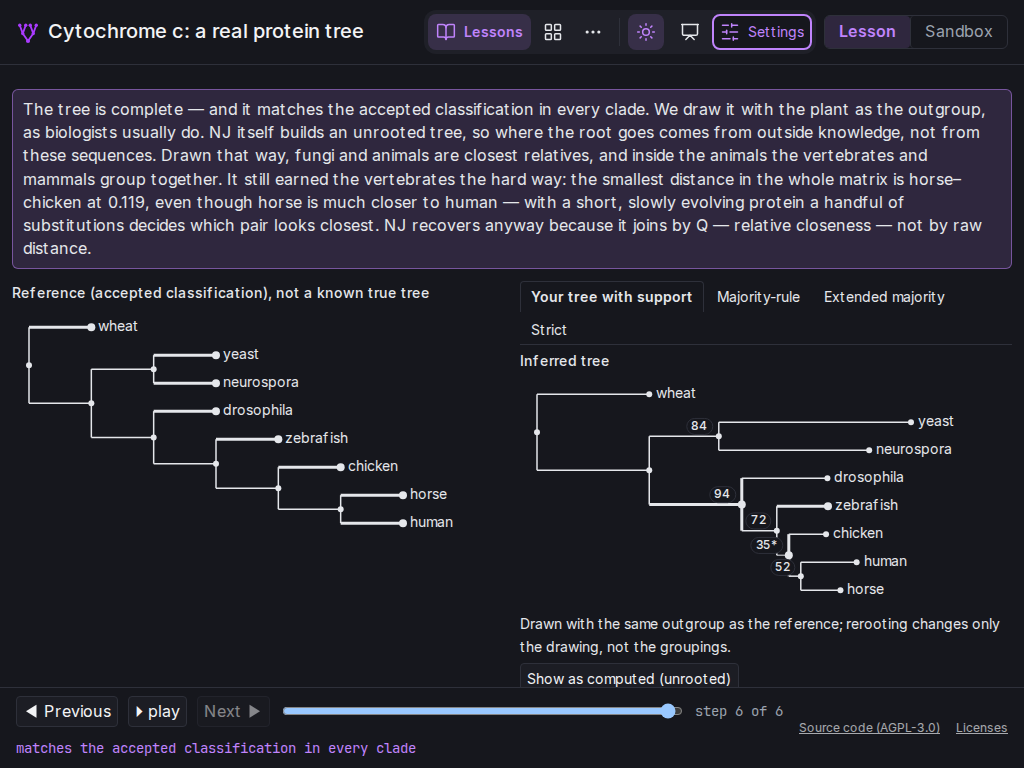 Cytochrome c: a real protein tree
Lessons
Settings
Lesson
Sandbox
The tree is complete — and it matches the accepted classification in every clade. We draw it with the plant as the outgroup,
as biologists usually do. NJ itself builds an unrooted tree, so where the root goes comes from outside knowledge, not from
these sequences. Drawn that way, fungi and animals are closest relatives, and inside the animals the vertebrates and
mammals group together. It still earned the vertebrates the hard way: the smallest distance in the whole matrix is horse–
chicken at 0.119, even though horse is much closer to human — with a short, slowly evolving protein a handful of
substitutions decides which pair looks closest. NJ recovers anyway because it joins by Q — relative closeness — not by raw
distance.
Reference (accepted classification), not a known true tree
wheat
yeast
neurospora
drosophila
zebrafish
chicken
horse
human
Your tree with support
Majority-rule
Extended majority
Strict
Inferred tree
wheat
84
yeast
neurospora
94
drosophila
72
zebrafish
35*
chicken
52
human
horse
Drawn with the same outgroup as the reference; rerooting changes only
the drawing, not the groupings.
Show as computed (unrooted)
Previous
play
Next
step 6 of 6
Source code (AGPL-3.0)
Licenses
matches the accepted classification in every clade